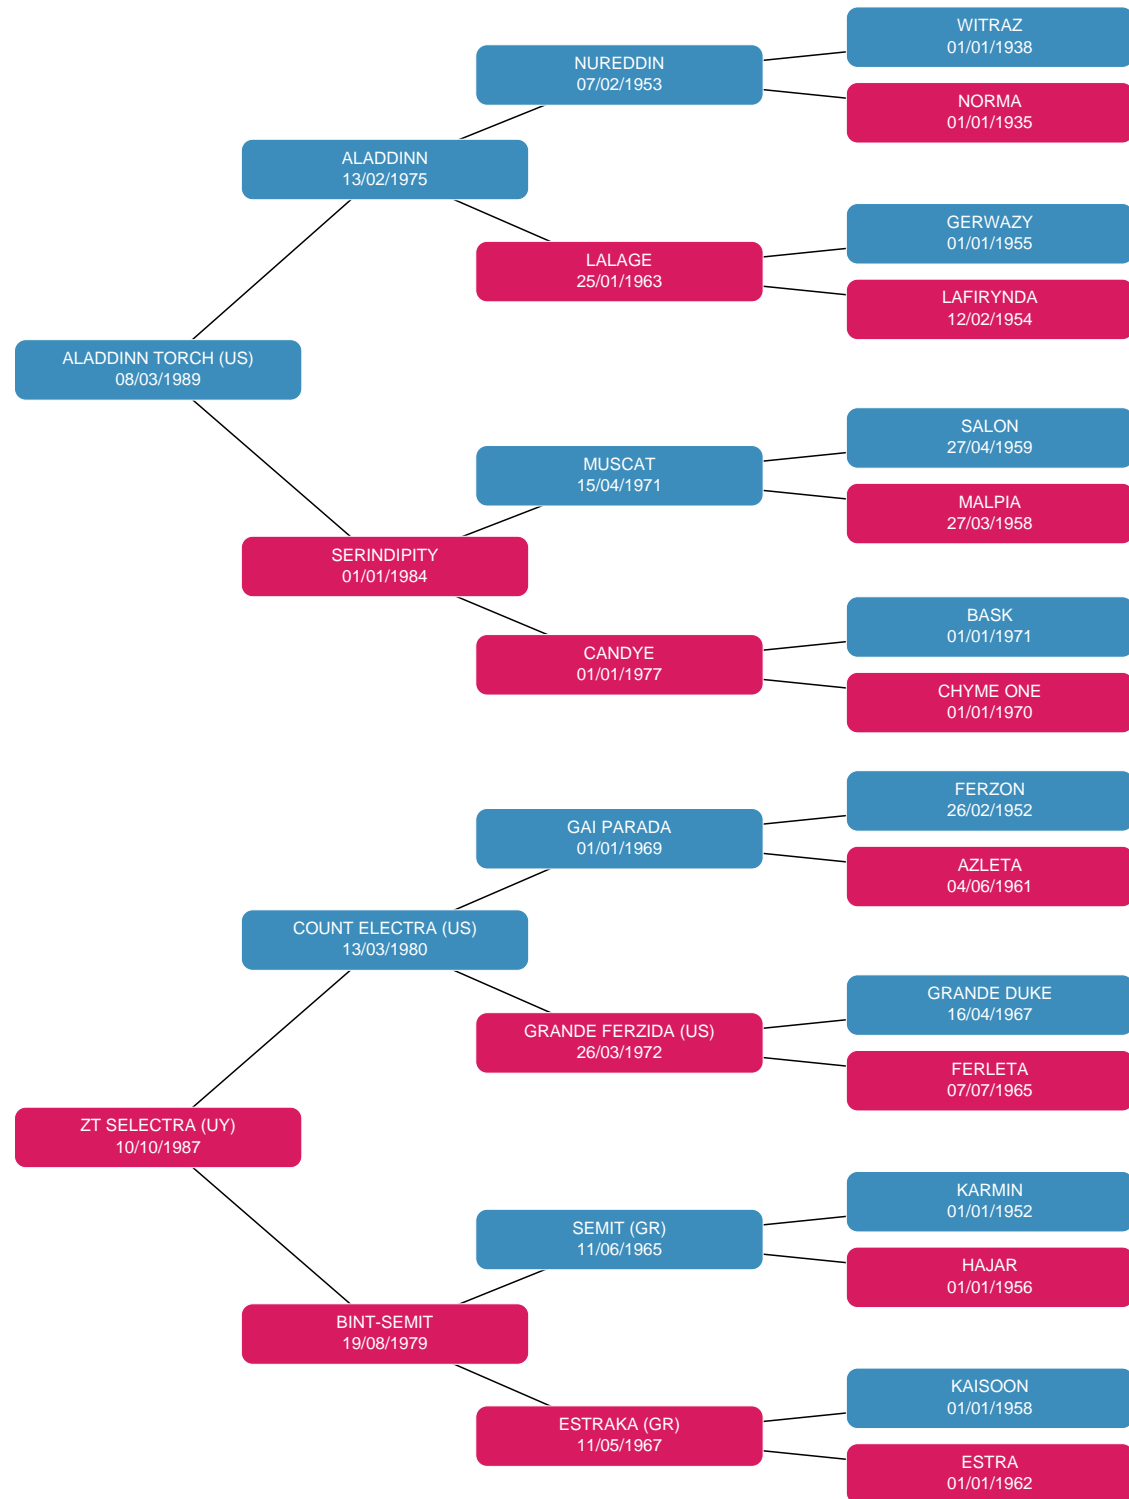 WITRAZ
01/01/1938
NUREDDIN
07/02/1953
NORMA
01/01/1935
ALADDINN
13/02/1975
GERWAZY
01/01/1955
LALAGE
25/01/1963
LAFIRYNDA
12/02/1954
ALADDINN TORCH (US)
08/03/1989
SALON
27/04/1959
MUSCAT
15/04/1971
MALPIA
27/03/1958
SERINDIPITY
01/01/1984
BASK
01/01/1971
CANDYE
01/01/1977
CHYME ONE
01/01/1970
FERZON
26/02/1952
GAI PARADA
01/01/1969
AZLETA
04/06/1961
COUNT ELECTRA (US)
13/03/1980
GRANDE DUKE
16/04/1967
GRANDE FERZIDA (US)
26/03/1972
FERLETA
07/07/1965
ZT SELECTRA (UY)
10/10/1987
KARMIN
01/01/1952
SEMIT (GR)
11/06/1965
HAJAR
01/01/1956
BINT-SEMIT
19/08/1979
KAISOON
01/01/1958
ESTRAKA (GR)
11/05/1967
ESTRA
01/01/1962